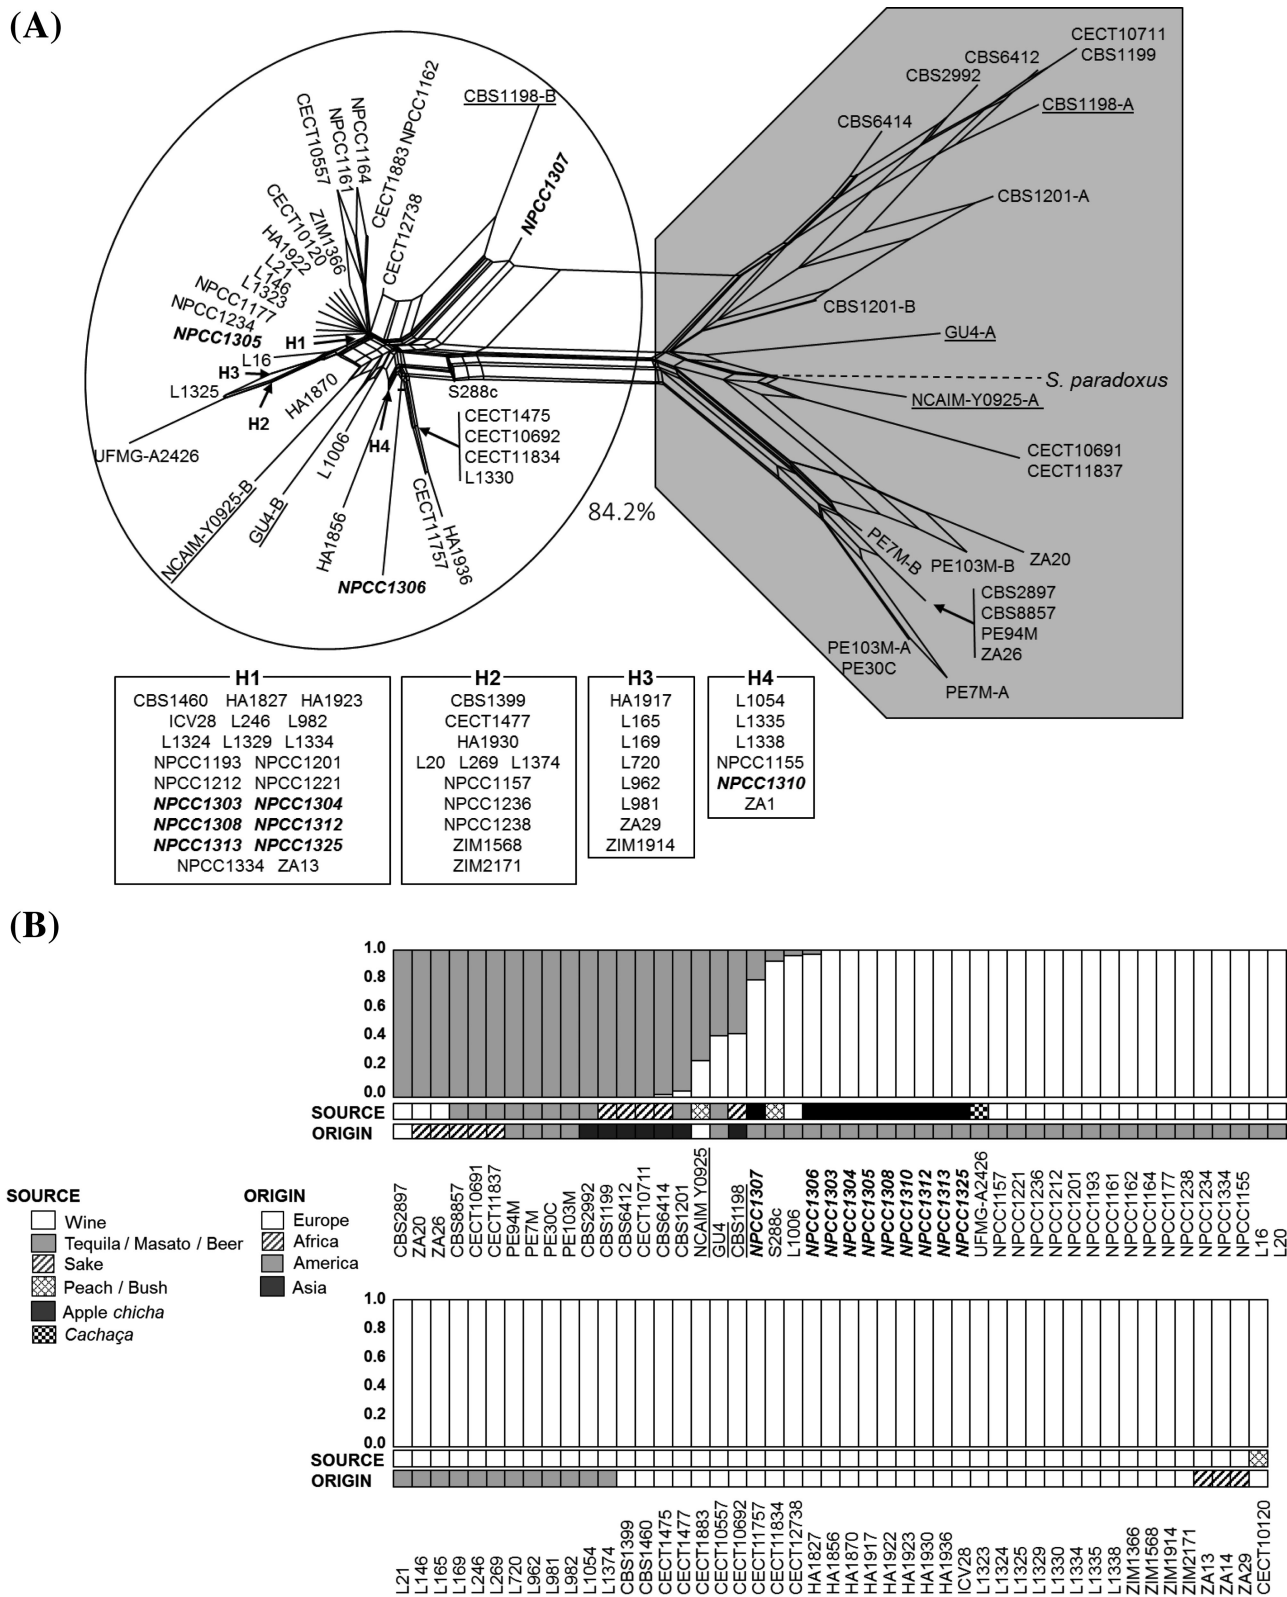 (A)
CECT10711
CBS1199
CBS6412
CBS2992
CBS1198-A
CBS6414
CBS1201-A
CBS1201-B
GU4-A
S. paradoxus
NCAIM-Y0925-A
CECT10691
CECT11837
ZA20
PE7M-B
PE103M-B
CBS2897
CBS8857
PE94M
ZA26
PE103M-A
PE30C
PE7M-A
84.2%
CBS1198-B
NPCC1307
CECT1883 NPCC1162
CECT12738
NPCC1164
NPCC1161
CECT10557
ZIM1366
CECT10120
HA1922
L21
L146
L1323
NPCC1177
NPCC1234
NPCC1305
H1
L16
H3
L1325
H2
HA1870
UFMG-A2426
NCAIM-Y0925-B
GU4-B
L1006
H4
HA1856
NPCC1306
CECT11757
HA1936
S288c
CECT1475
CECT10692
CECT11834
L1330
H1
CBS1460 HA1827 HA1923
ICV28 L246 L982
L1324 L1329 L1334
NPCC1193 NPCC1201
NPCC1212 NPCC1221
NPCC1303 NPCC1304
NPCC1308 NPCC1312
NPCC1313 NPCC1325
NPCC1334 ZA13
H2
CBS1399
CECT1477
HA1930
L20 L269 L1374
NPCC1157
NPCC1236
NPCC1238
ZIM1568
ZIM2171
H3
HA1917
L165
L169
L720
L962
L981
ZA29
ZIM1914
H4
L1054
L1335
L1338
NPCC1155
NPCC1310
ZA1
(B)
1.0
0.8
0.6
0.4
0.2
0.0
SOURCE
ORIGIN
CBS2897
ZA20
ZA26
CBS8857
CECT10691
CECT11837
PE94M
PE7M
PE30C
PE103M
CBS2992
CBS1199
CBS6412
CECT10711
CBS6414
CBS1201
NCAIM Y0925
GU4
CBS1198
NPCC1307
S288c
L1006
NPCC1306
NPCC1303
NPCC1304
NPCC1305
NPCC1308
NPCC1310
NPCC1312
NPCC1313
NPCC1325
UFMG-A2426
NPCC1157
NPCC1221
NPCC1236
NPCC1212
NPCC1201
NPCC1193
NPCC1161
NPCC1162
NPCC1164
NPCC1177
NPCC1238
NPCC1234
NPCC1334
NPCC1155
L16
L20
SOURCE
Wine
Tequila / Masato / Beer
Sake
Peach / Bush
Apple chicha
Cachaça
ORIGIN
Europe
Africa
America
Asia
1.0
0.8
0.6
0.4
0.2
0.0
SOURCE
ORIGIN
L21
L146
L165
L169
L246
L269
L720
L962
L981
L982
L1054
L1374
CBS1399
CBS1460
CECT1475
CECT1477
CECT1883
CECT10557
CECT10692
CECT11757
CECT11834
CECT12738
HA1827
HA1856
HA1870
HA1917
HA1922
HA1923
HA1930
HA1936
ICV28
L1323
L1324
L1325
L1329
L1330
L1334
L1335
L1338
ZIM1366
ZIM1568
ZIM1914
ZIM2171
ZA13
ZA14
ZA29
CECT10120